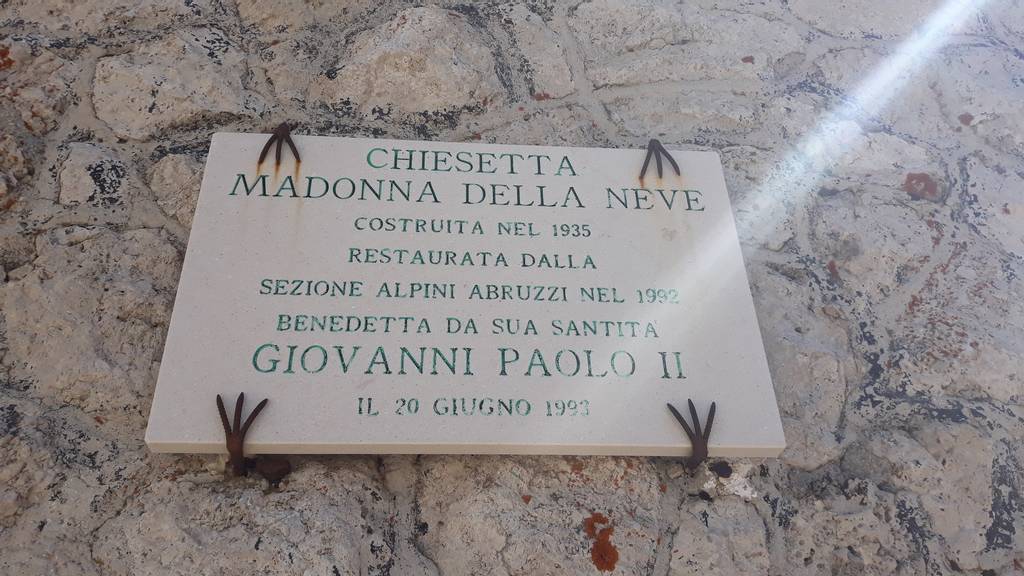 CHIESETTA
MADONNA DELLA NEVE
COSTRUITA NEL 1935
RESTAURATA DALLA
SEZIONE ALPINI ABRUZZI NEL 1992
BENEDETTA DA SUA SANTITA'
GIOVANNI PAOLO II
IL 20 GIUGNO 1993